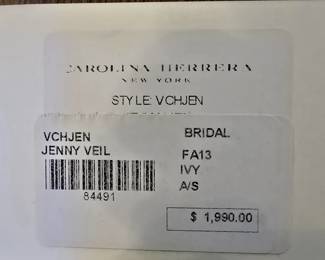 CAROLINA HERRERA
NEW YORK
STYLE: VCHJEN
VCHJEN BRIDAL
JENNY VEIL FA13
IVY
84491 A/S
$ 1,990.00